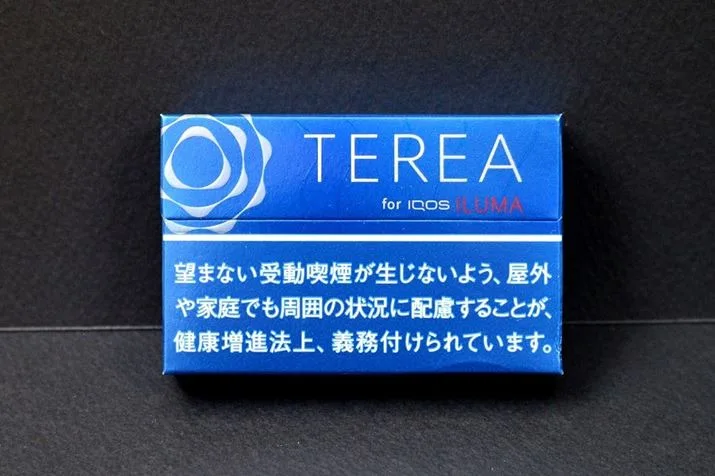 TEREA
for IQOS ILUMA
望まない受動喫煙が生じないよう、屋外
や家庭でも周囲の状況に配慮することが、
健康増進法上、義務付けられています。